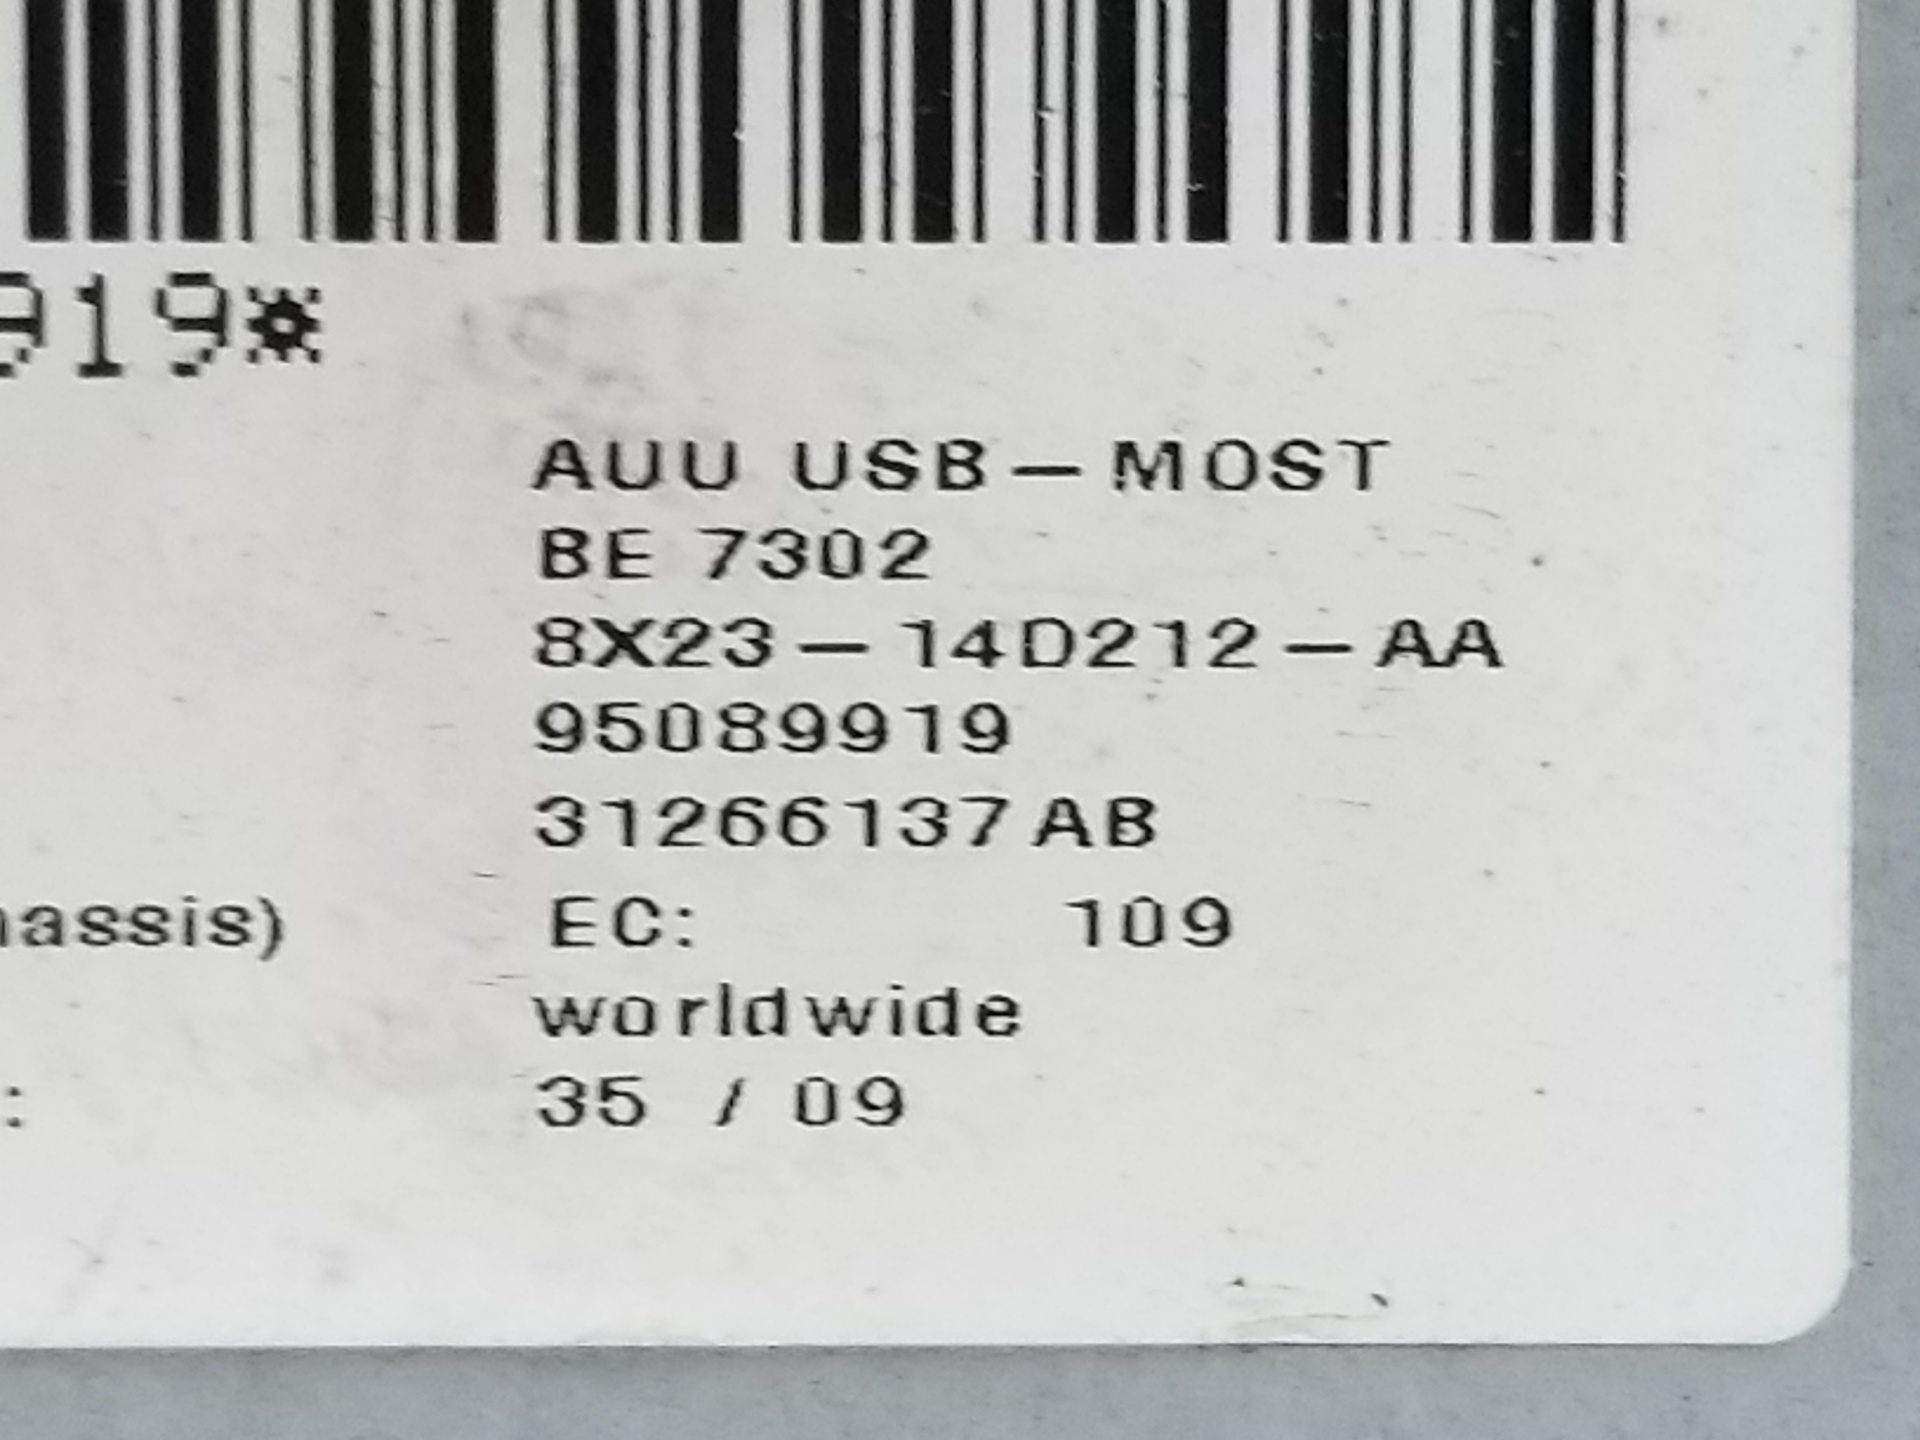 919*
AUU USB-MOST
BE 7302
8X23-14D212-AA
95089919
31266137AB
assis) EC: 109
worldwide
: 35 / 09